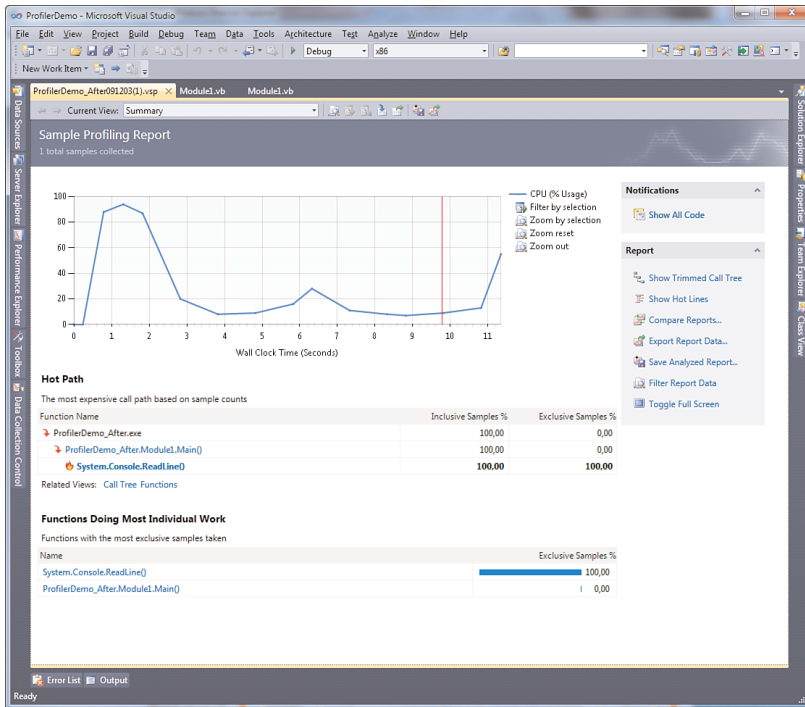 ProfilerDemo - Microsoft Visual Studio
File Edit View Project Build Debug Team Data Tools Architecture Test Analyze Window Help
Debug x86
New Work Item
ProfilerDemo_After091203(1).vsp Module1.vb Module1.vb
Current View: Summary
Sample Profiling Report
1 total samples collected
100
80
60
40
20
0
0 1 2 3 4 5 6 7 8 9 10 11
Wall Clock Time (Seconds)
CPU (% Usage)
Filter by selection
Zoom by selection
Zoom reset
Zoom out
Notifications
Show All Code
Report
Show Trimmed Call Tree
Show Hot Lines
Compare Reports...
Export Report Data...
Save Analyzed Report...
Filter Report Data
Toggle Full Screen
Hot Path
The most expensive call path based on sample counts
Function Name Inclusive Samples % Exclusive Samples %
ProfilerDemo_After.exe 100,00 0,00
ProfilerDemo_After.Module1.Main() 100,00 0,00
System.Console.ReadLine() 100,00 100,00
Related Views: Call Tree Functions
Functions Doing Most Individual Work
Functions with the most exclusive samples taken
Name Exclusive Samples %
System.Console.ReadLine() 100,00
ProfilerDemo_After.Module1.Main() 0,00
Data Sources
Server Explorer
Performance Explorer
Toolbox
Data Collection Control
Solution Explorer
Properties
Team Explorer
Class View
Error List Output
Ready